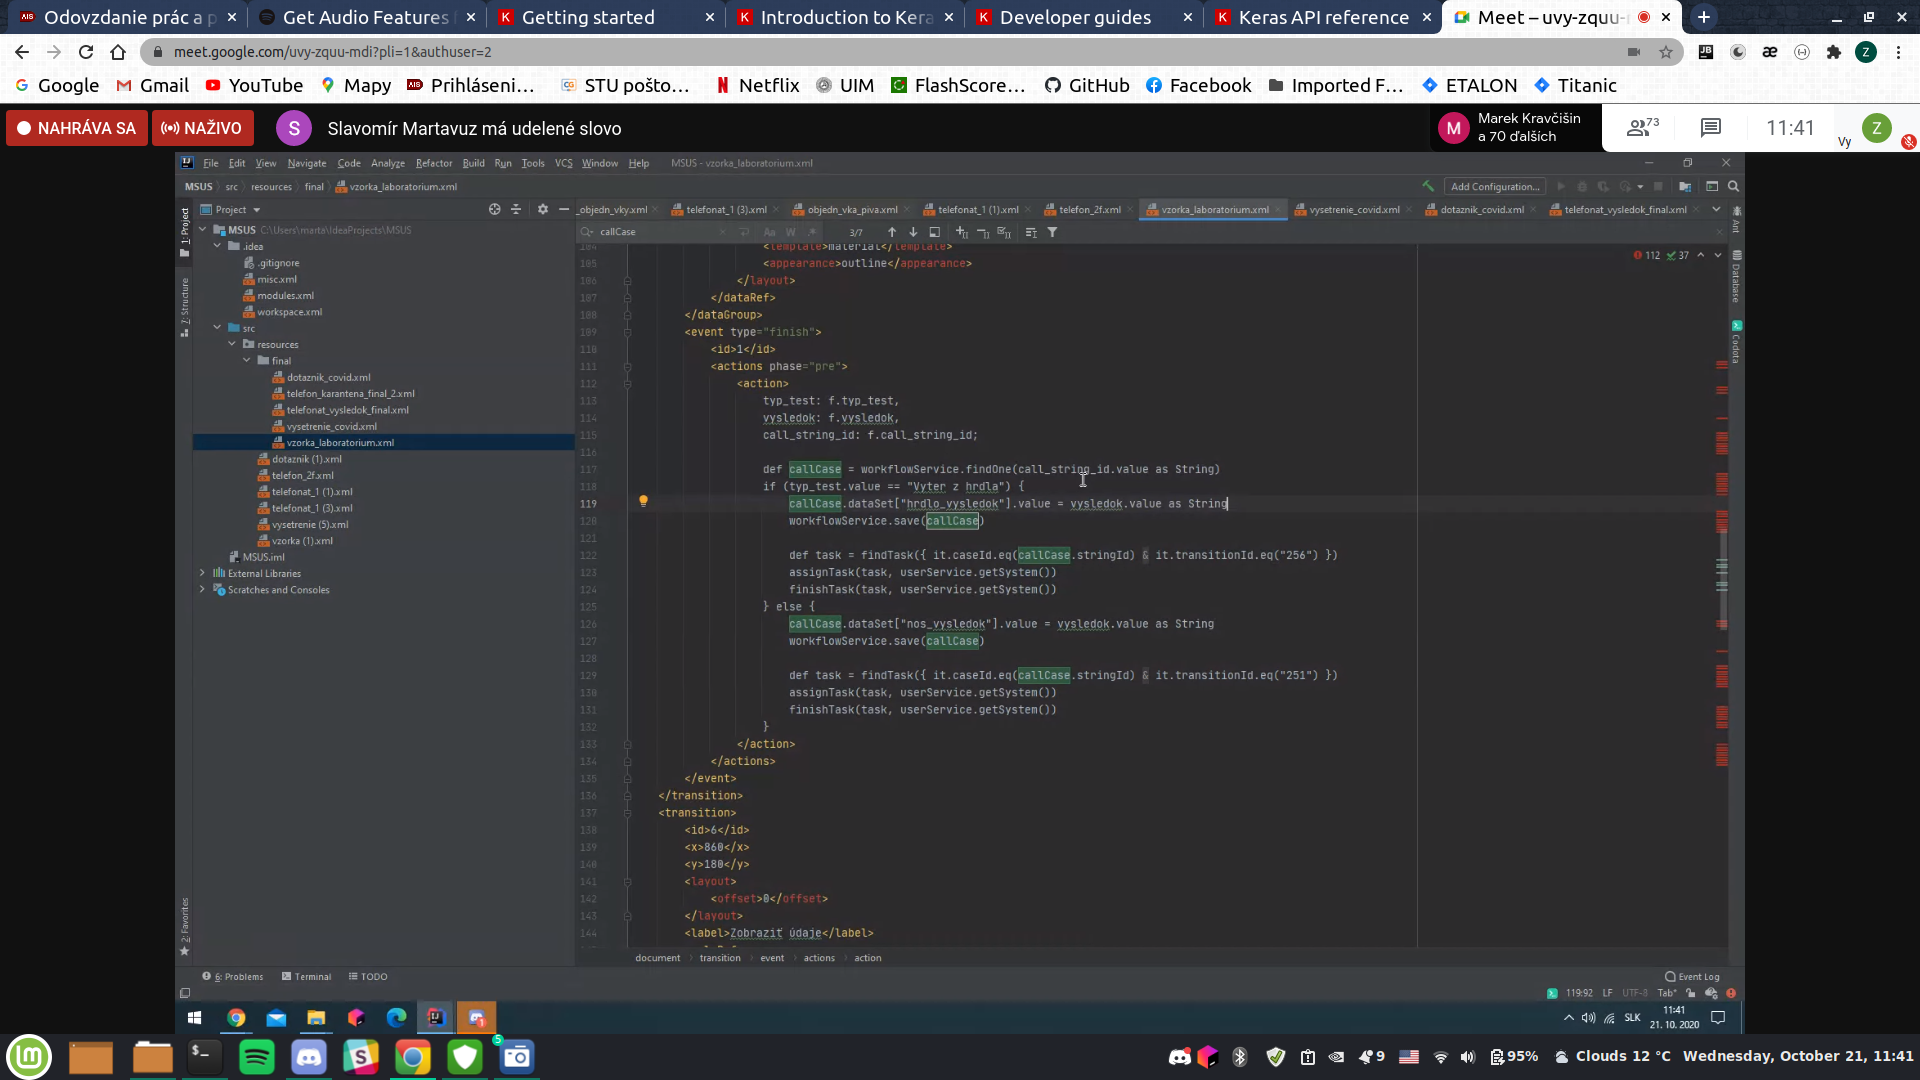 Odovzdanie prác a p
Get Audio Features
Getting started
Introduction to Kera
Developer guides
Keras API reference
Meet – uvy-zquu-
meet.google.com/uvy-zquu-mdi?pli=1&authuser=2
Google
Gmail
YouTube
Mapy
Prihláseni...
STU pošto...
Netflix
UIM
FlashScore...
GitHub
Facebook
Imported F...
ETALON
Titanic
NAHRÁVA SA
NAŽIVO
S
Slavomír Martavuz má udelené slovo
M
Marek Kravčišin
a 70 ďalších
73
11:41
Vy
Z
File Edit View Navigate Code Analyze Refactor Build Run Tools VCS Window Help
MSUS - vzorka_laboratorium.xml
MSUS src resources final vzorka_laboratorium.xml
Add Configuration...
Project
_objedn_vky.xml
telefonat_1 (3).xml
objedn_vka_piva.xml
telefonat_1 (1).xml
telefon_2f.xml
vzorka_laboratorium.xml
vysetrenie_covid.xml
dotaznik_covid.xml
telefonat_vysledok_final.xml
callCase
Aa W .*
3/7
1: Project
7: Structure
2: Favorites
MSUS C:\Users\marta\IdeaProjects\MSUS
.idea
.gitignore
misc.xml
modules.xml
workspace.xml
src
resources
final
dotaznik_covid.xml
telefon_karantena_final_2.xml
telefonat_vysledok_final.xml
vysetrenie_covid.xml
vzorka_laboratorium.xml
dotaznik (1).xml
telefon_2f.xml
telefonat_1 (1).xml
telefonat_1 (3).xml
vysetrenie (5).xml
vzorka (1).xml
MSUS.iml
External Libraries
Scratches and Consoles
112 37
Ant
Database
Codota
104 <template>material</template>
105 <appearance>outline</appearance>
106 </layout>
107 </dataRef>
108 </dataGroup>
109 <event type="finish">
110 <id>1</id>
111 <actions phase="pre">
112 <action>
113 typ_test: f.typ_test,
114 vysledok: f.vysledok,
115 call_string_id: f.call_string_id;
116
117 def callCase = workflowService.findOne(call_string_id.value as String)
118 if (typ_test.value == "Vyter z hrdla") {
119 callCase.dataSet["hrdlo_vysledok"].value = vysledok.value as String
120 workflowService.save(callCase)
121
122 def task = findTask({ it.caseId.eq(callCase.stringId) & it.transitionId.eq("256") })
123 assignTask(task, userService.getSystem())
124 finishTask(task, userService.getSystem())
125 } else {
126 callCase.dataSet["nos_vysledok"].value = vysledok.value as String
127 workflowService.save(callCase)
128
129 def task = findTask({ it.caseId.eq(callCase.stringId) & it.transitionId.eq("251") })
130 assignTask(task, userService.getSystem())
131 finishTask(task, userService.getSystem())
132 }
133 </action>
134 </actions>
135 </event>
136 </transition>
137 <transition>
138 <id>6</id>
139 <x>860</x>
140 <y>180</y>
141 <layout>
142 <offset>0</offset>
143 </layout>
144 <label>Zobraziť údaje</label>
document transition event actions action
6: Problems
Terminal
TODO
Event Log
119:92 LF UTF-8 Tab*
SLK
11:41
21. 10. 2020
5
9
95%
Clouds 12 °C
Wednesday, October 21, 11:41